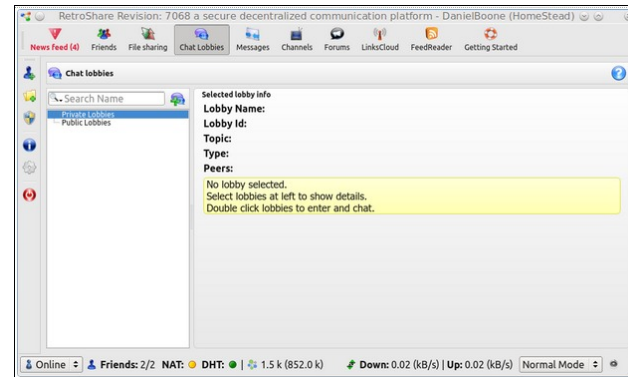 RetroShare Revision: 7068 a secure decentralized communication platform - DanielBoone (HomeStead)
News feed (4) Friends File sharing Chat Lobbies Messages Channels Forums LinksCloud FeedReader Getting Started
Chat lobbies
Search Name
Private Lobbies
Public Lobbies
Selected lobby info
Lobby Name:
Lobby Id:
Topic:
Type:
Peers:
No lobby selected.
Select lobbies at left to show details.
Double click lobbies to enter and chat.
Online Friends: 2/2 NAT: DHT: | 1.5 k (852.0 k) Down: 0.02 (kB/s) | Up: 0.02 (kB/s) Normal Mode